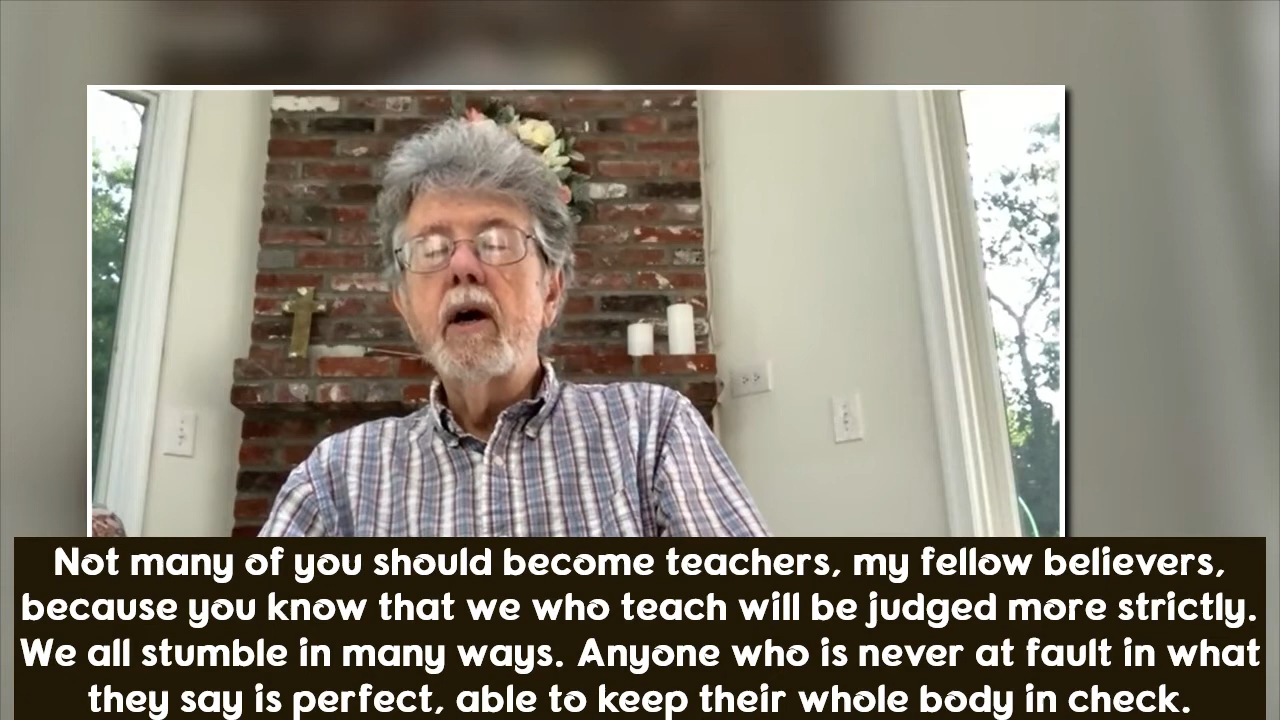 Not many of you should become teachers, my fellow believers,
because you know that we who teach will be judged more strictly.
We all stumble in many ways. Anyone who is never at fault in what
they say is perfect, able to keep their whole body in check.